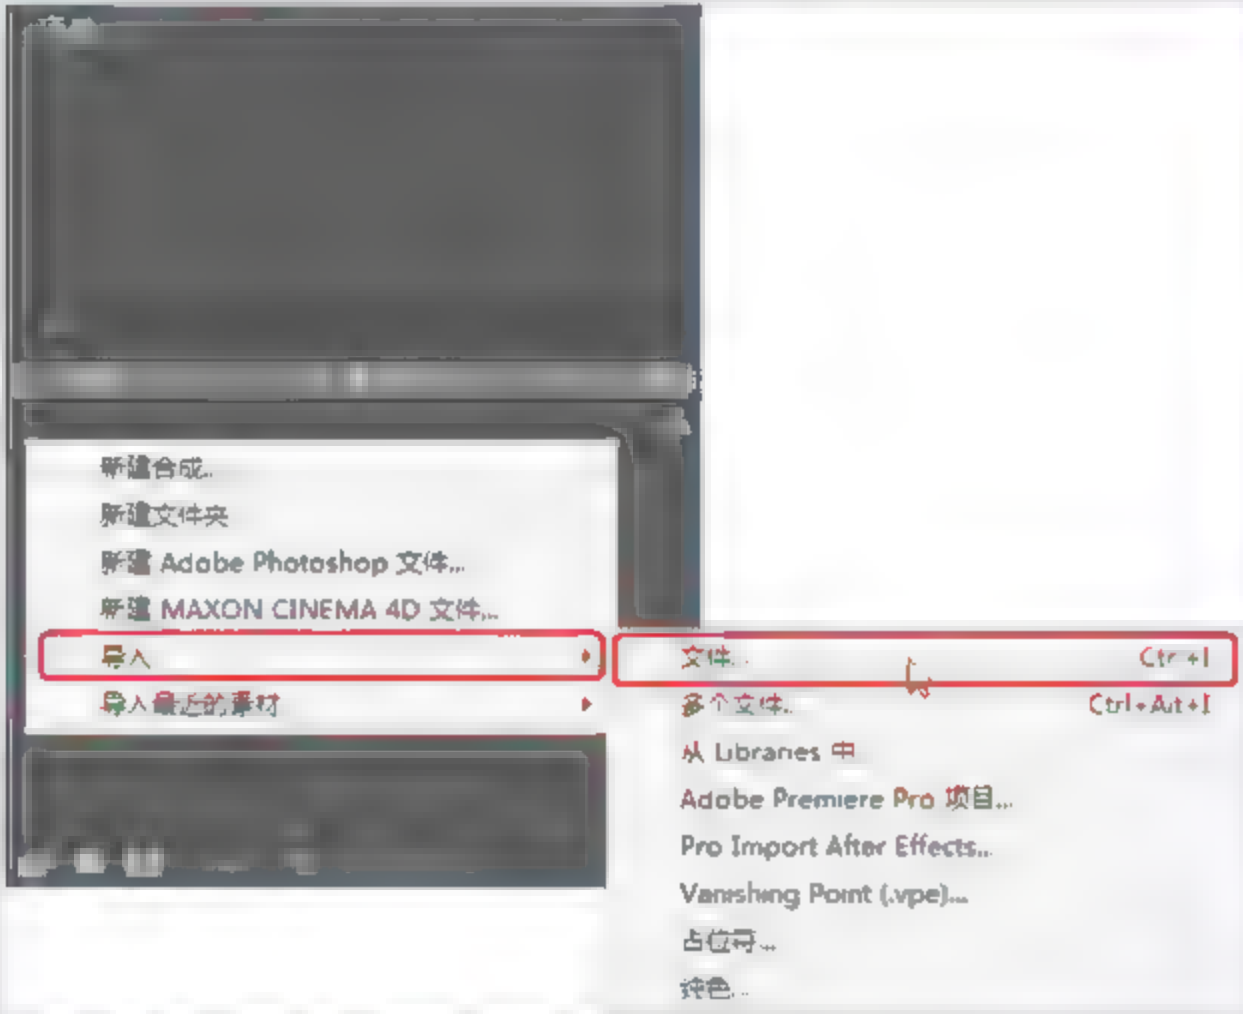 新建合成...
新建文件夹
新建 Adobe Photoshop 文件...
新建 MAXON CINEMA 4D 文件...
导入
导入最近的素材
文件... Ctrl+I
多个文件... Ctrl+Alt+I
从 Libraries 中
Adobe Premiere Pro 项目...
Pro Import After Effects...
Vanishing Point (.vpe)...
占位符...
纯色...